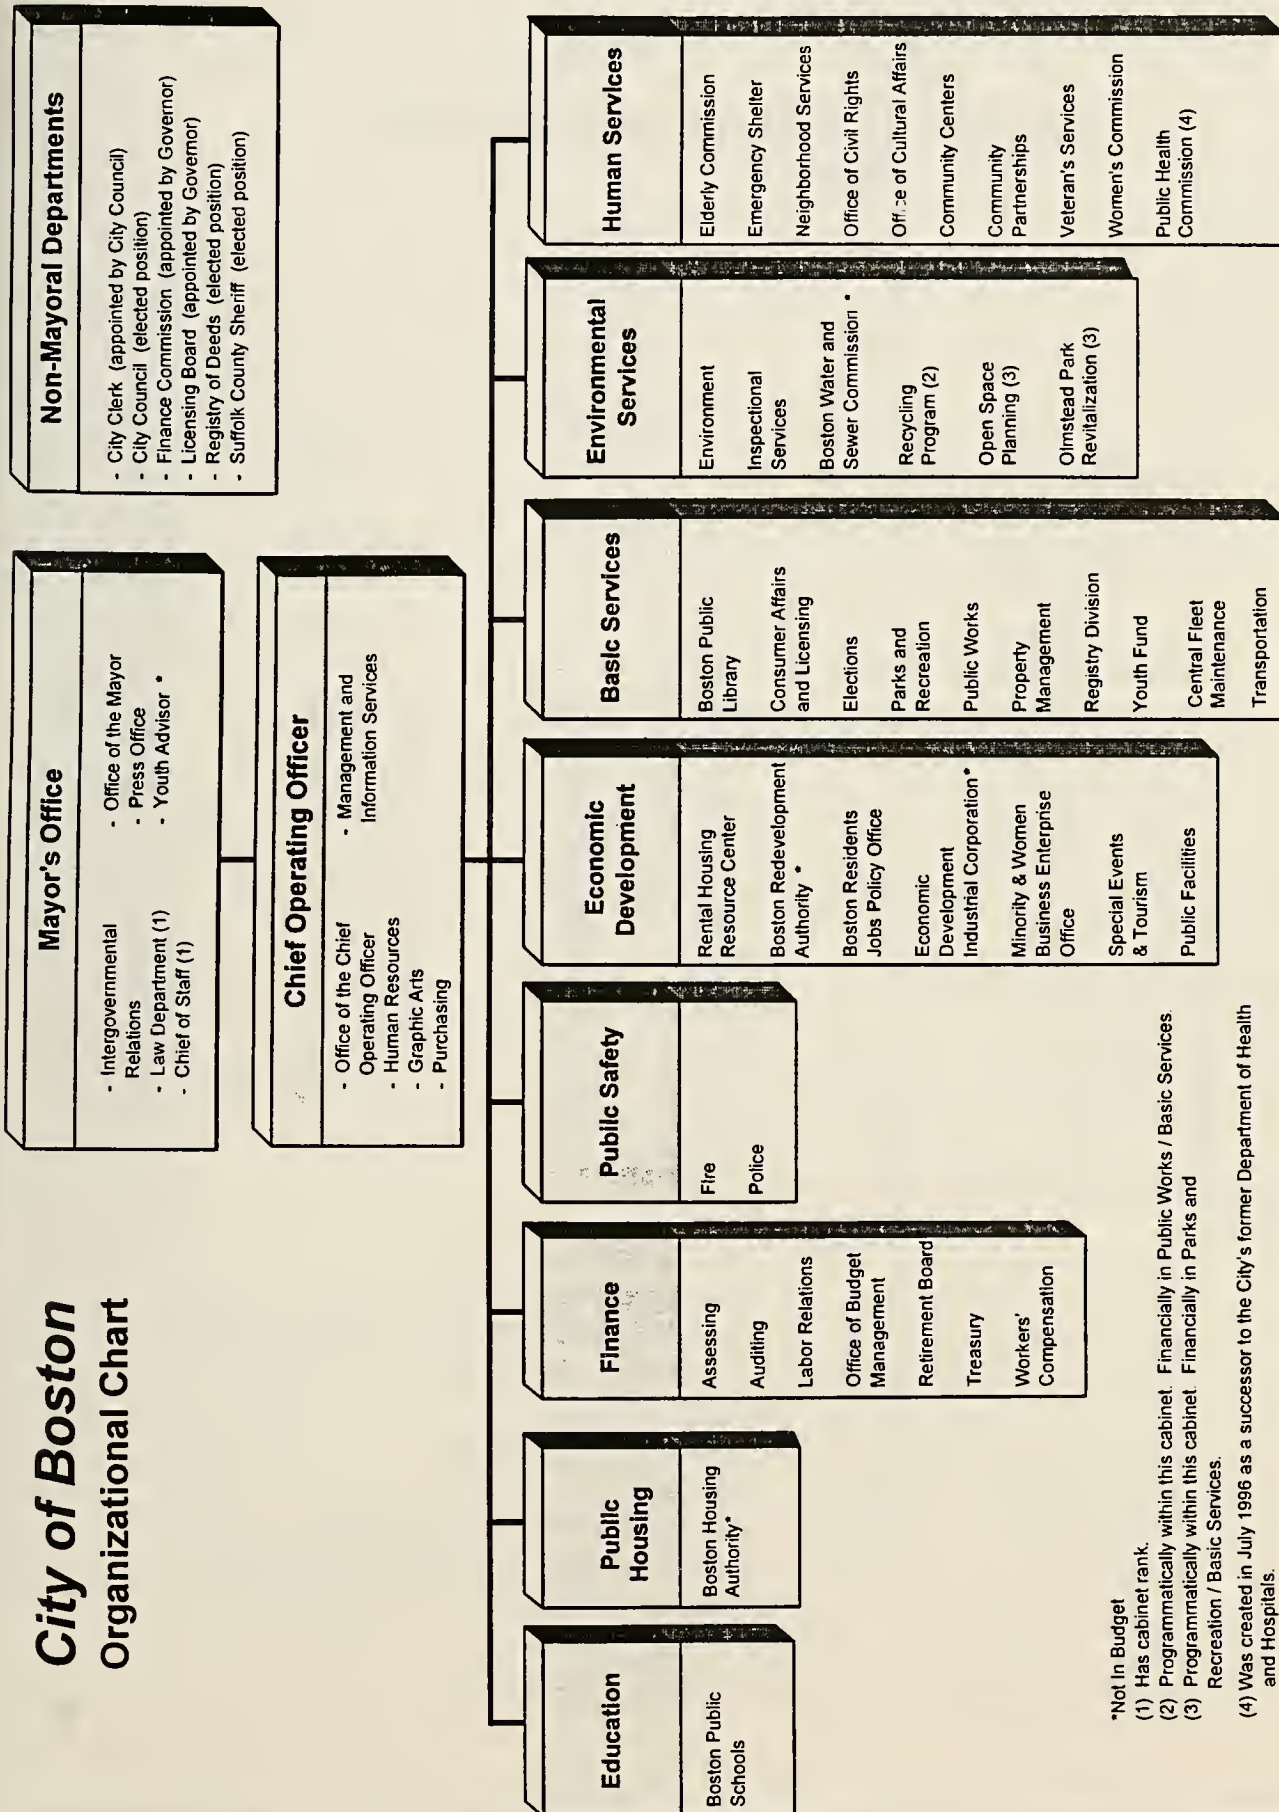 City of Boston
Organizational Chart
Mayor's Office
- Intergovernmental
Relations
- Law Department (1)
- Chief of Staff (1)
- Office of the Mayor
- Press Office
- Youth Advisor *
Non-Mayoral Departments
- City Clerk (appointed by City Council)
- City Council (elected position)
- Finance Commission (appointed by Governor)
- Licensing Board (appointed by Governor)
- Registry of Deeds (elected position)
- Suffolk County Sheriff (elected position)
Chief Operating Officer
- Office of the Chief
Operating Officer
- Human Resources
- Graphic Arts
- Purchasing
- Management and
Information Services
Education
Boston Public
Schools
Public
Housing
Boston Housing
Authority*
Finance
Assessing
Auditing
Labor Relations
Office of Budget
Management
Retirement Board
Treasury
Workers'
Compensation
Public Safety
Fire
Police
Economic
Development
Rental Housing
Resource Center
Boston Redevelopment
Authority *
Boston Residents
Jobs Policy Office
Economic
Development
Industrial Corporation*
Minority & Women
Business Enterprise
Office
Special Events
& Tourism
Public Facilities
Basic Services
Boston Public
Library
Consumer Affairs
and Licensing
Elections
Parks and
Recreation
Public Works
Property
Management
Registry Division
Youth Fund
Central Fleet
Maintenance
Transportation
Environmental
Services
Environment
Inspectional
Services
Boston Water and
Sewer Commission *
Recycling
Program (2)
Open Space
Planning (3)
Olmstead Park
Revitalization (3)
Human Services
Elderly Commission
Emergency Shelter
Neighborhood Services
Office of Civil Rights
Office of Cultural Affairs
Community Centers
Community
Partnerships
Veteran's Services
Women's Commission
Public Health
Commission (4)
*Not In Budget
(1) Has cabinet rank.
(2) Programmatically within this cabinet. Financially in Public Works / Basic Services.
(3) Programmatically within this cabinet. Financially in Parks and
Recreation / Basic Services.
(4) Was created in July 1996 as a successor to the City's former Department of Health
and Hospitals.